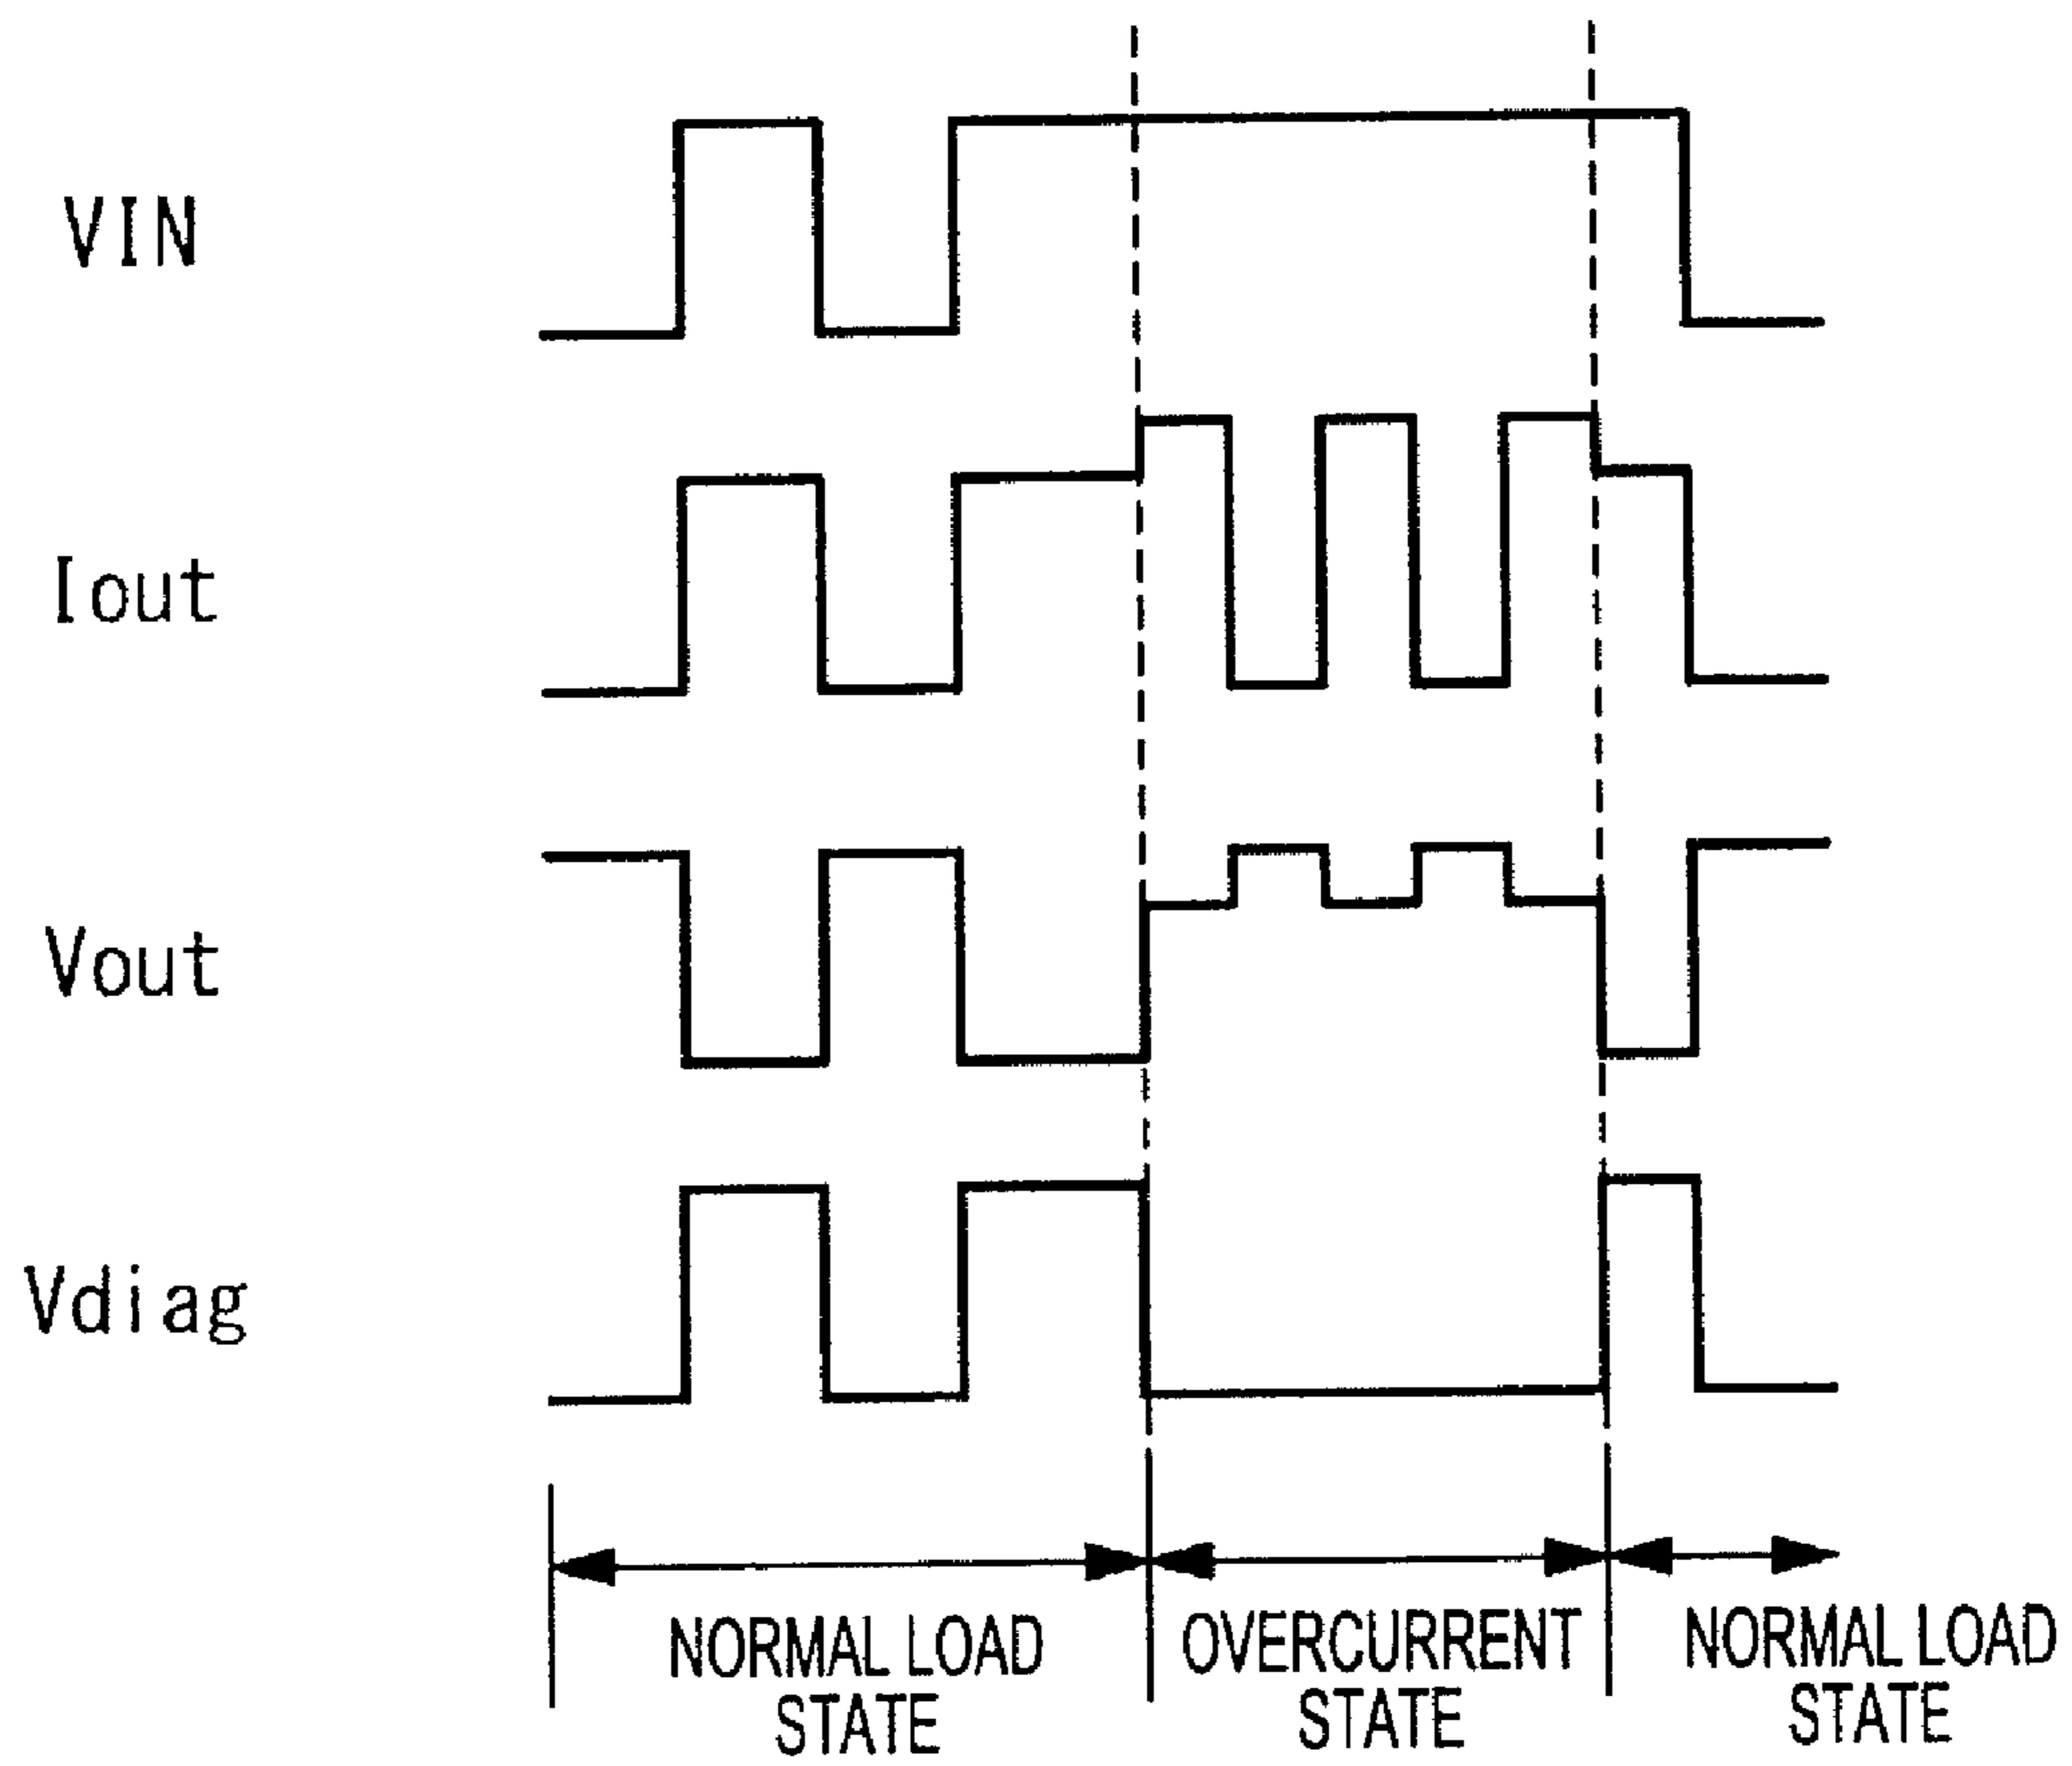 VIN
Iout
Vout
Vdiag
NORMAL LOAD
STATE
OVERCURRENT
STATE
NORMAL LOAD
STATE